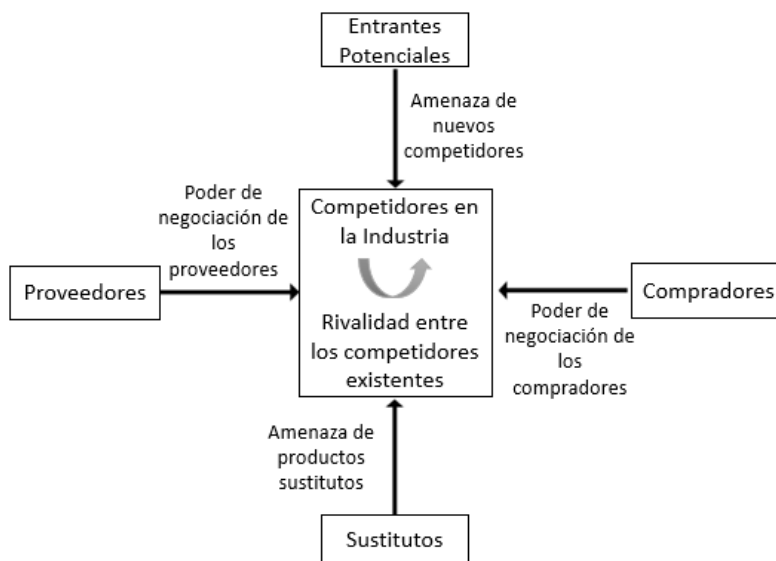 Entrantes
Potenciales
Amenaza de
nuevos
competidores
Poder de
negociación de
los
proveedores
Proveedores
Competidores en
la Industria
Rivalidad entre
los competidores
existentes
Compradores
Poder de
negociación de
los
compradores
Amenaza de
productos
sustitutos
Sustitutos